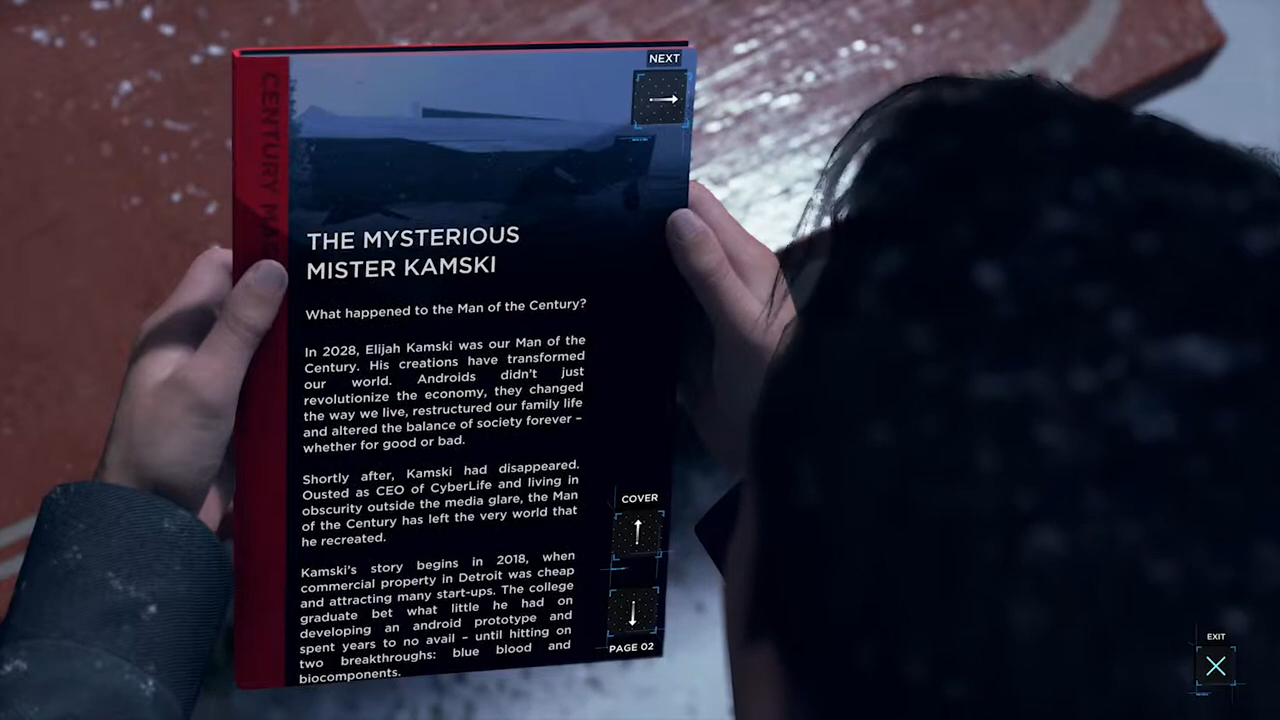 CENTURY
NEXT
THE MYSTERIOUS
MISTER KAMSKI
What happened to the Man of the Century?
In 2028, Elijah Kamski was our Man of the
Century. His creations have transformed
our world. Androids didn't just
revolutionize the economy, they changed
the way we live, restructured our family life
and altered the balance of society forever –
whether for good or bad.
Shortly after, Kamski had disappeared.
Ousted as CEO of CyberLife and living in
obscurity outside the media glare, the Man
of the Century has left the very world that
he recreated.
Kamski's story begins in 2018, when
commercial property in Detroit was cheap
and attracting many start-ups. The college
graduate bet what little he had on
developing an android prototype and
spent years to no avail – until hitting on
two breakthroughs: blue blood and
biocomponents.
COVER
PAGE 02
EXIT